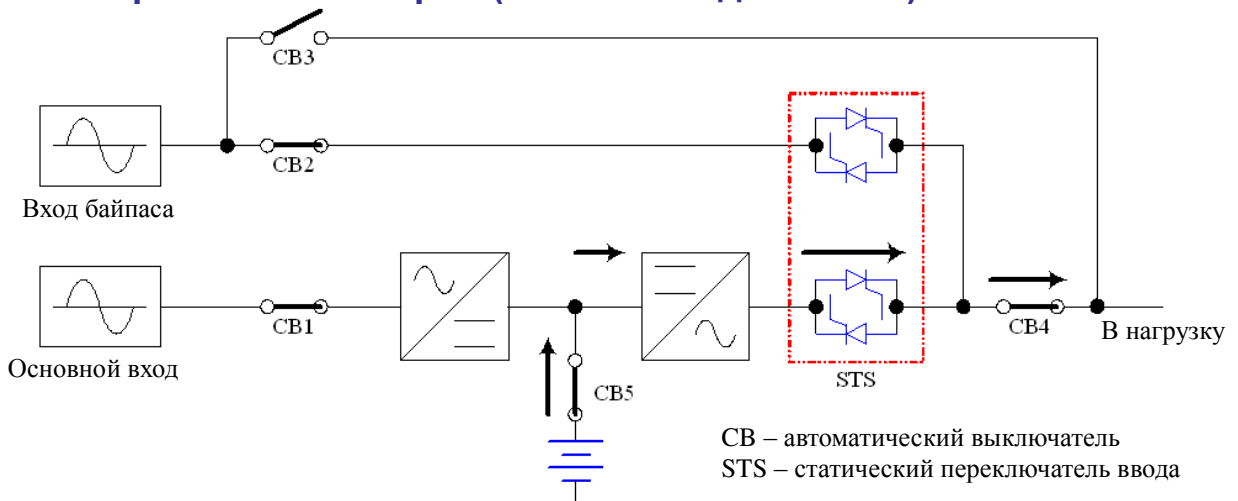 CB3
CB2
Вход байпаса
CB1
Основной вход
CB5
STS
CB4
В нагрузку
CB – автоматический выключатель
STS – статический переключатель ввода